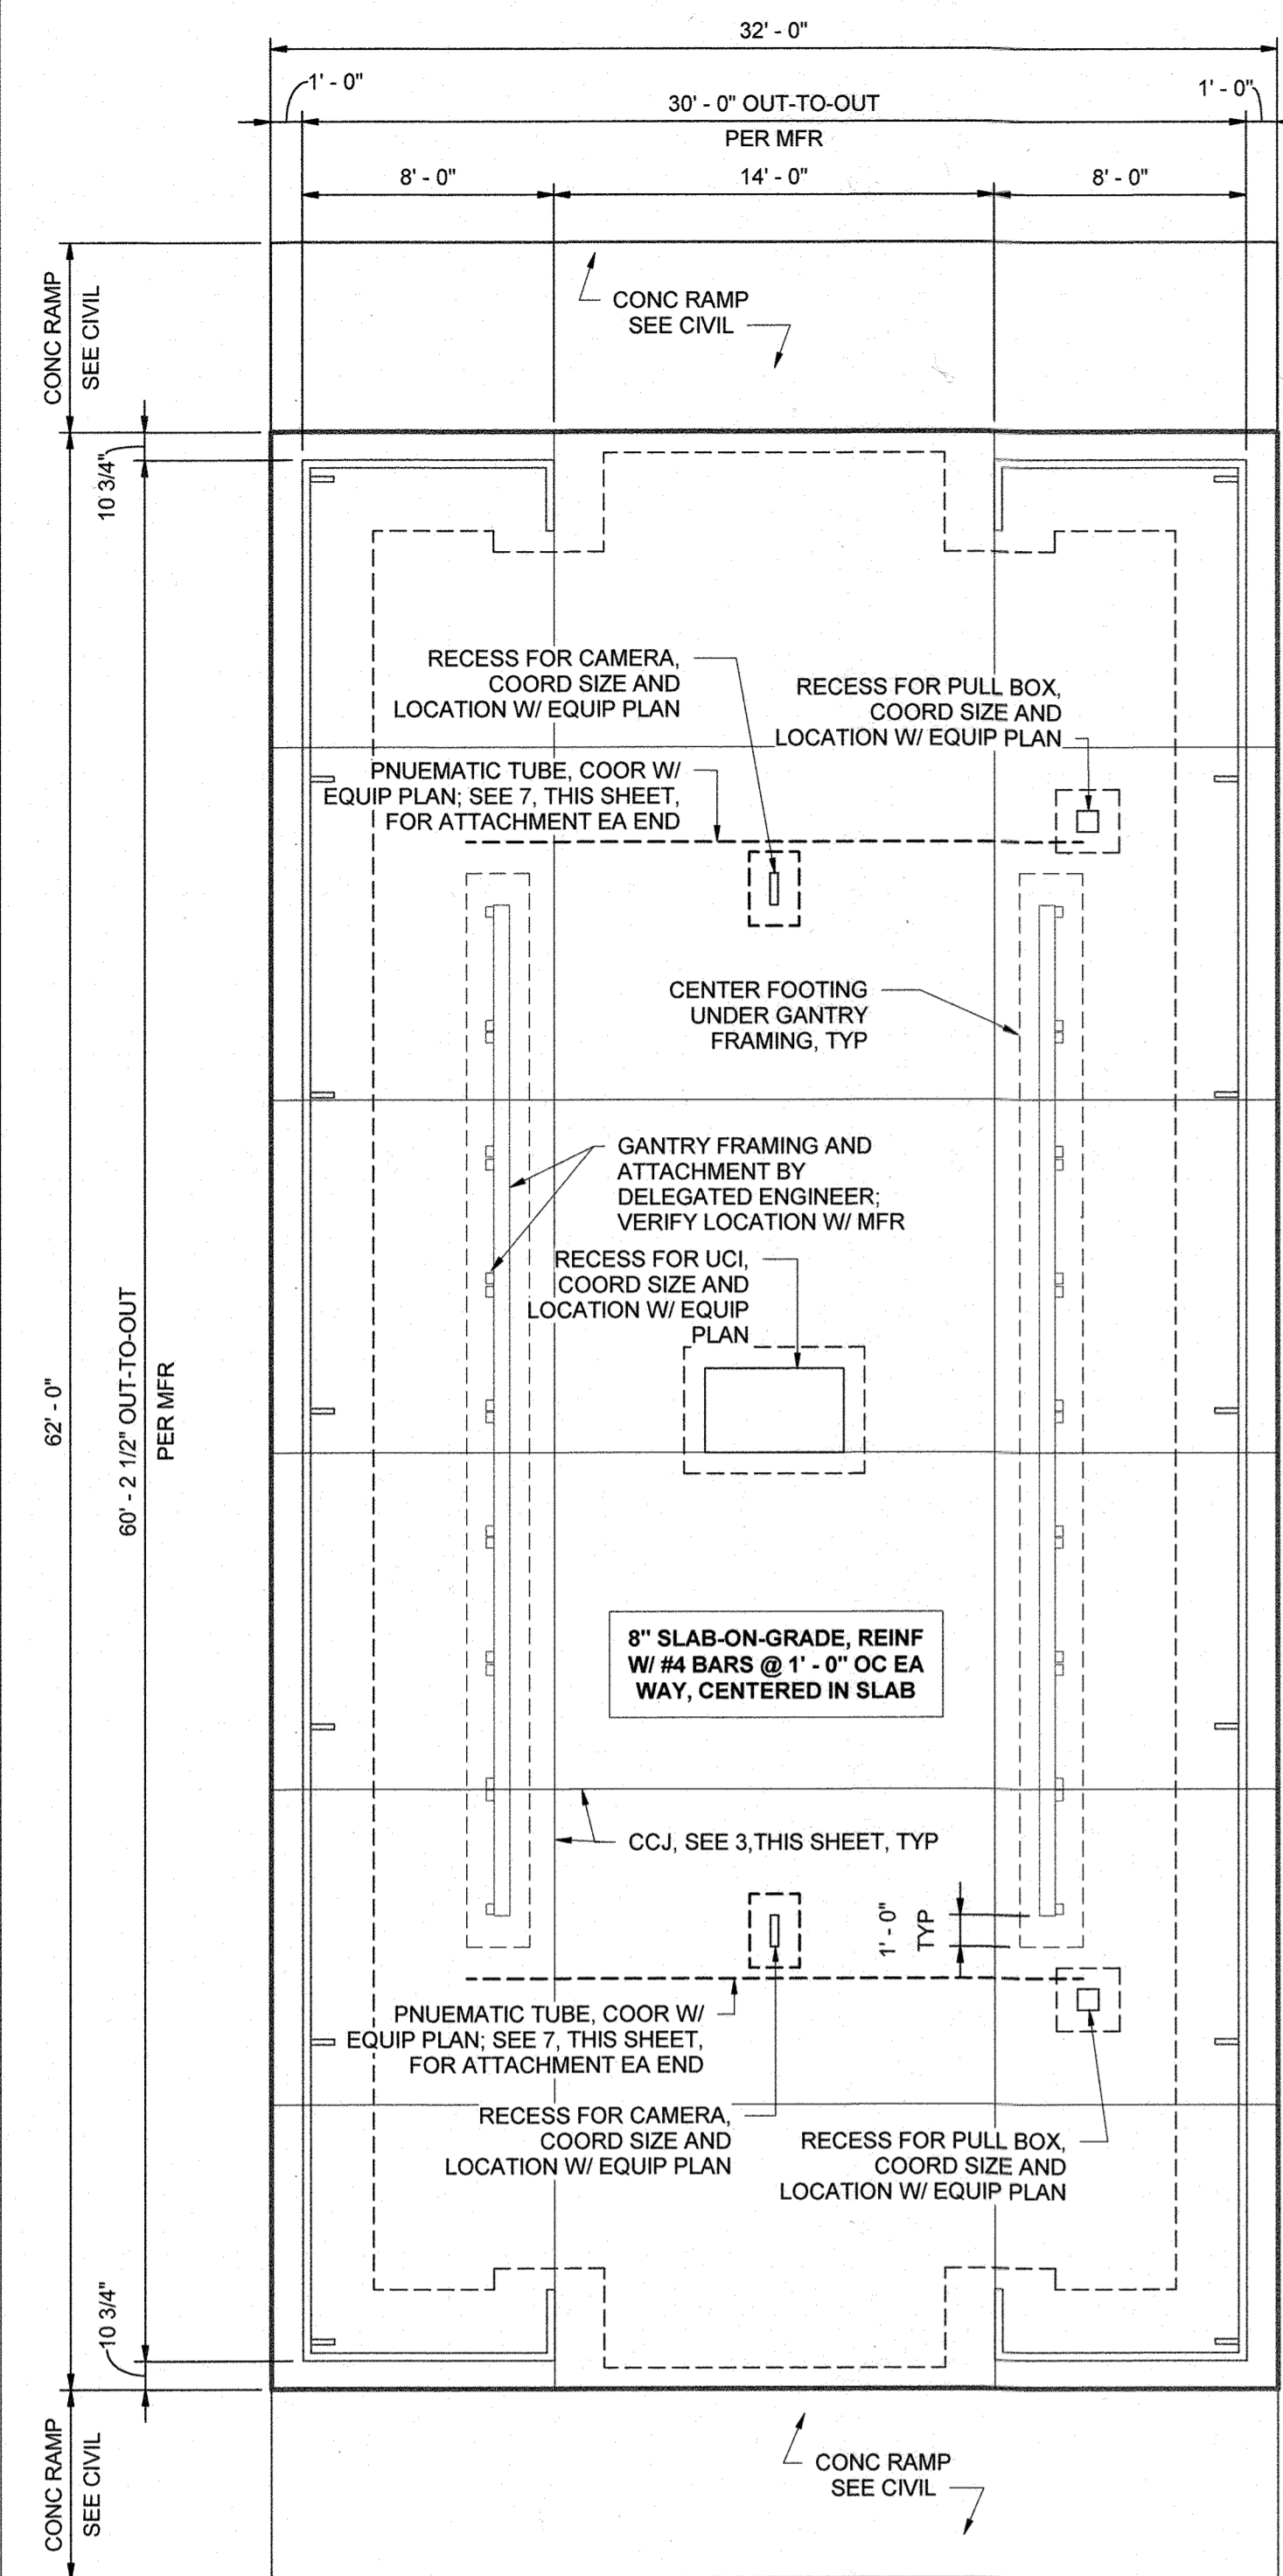 32' - 0"
1' - 0"
30' - 0" OUT-TO-OUT
PER MFR
1' - 0"
8' - 0"
14' - 0"
8' - 0"
CONC RAMP
SEE CIVIL
CONC RAMP
SEE CIVIL
10 3/4"
RECESS FOR CAMERA,
COORD SIZE AND
LOCATION W/ EQUIP PLAN
RECESS FOR PULL BOX,
COORD SIZE AND
LOCATION W/ EQUIP PLAN
PNUEMATIC TUBE, COOR W/
EQUIP PLAN; SEE 7, THIS SHEET,
FOR ATTACHMENT EA END
CENTER FOOTING
UNDER GANTRY
FRAMING, TYP
GANTRY FRAMING AND
ATTACHMENT BY
DELEGATED ENGINEER;
VERIFY LOCATION W/ MFR
RECESS FOR UCI,
COORD SIZE AND
LOCATION W/ EQUIP
PLAN
62' - 0"
60' - 2 1/2" OUT-TO-OUT
PER MFR
8" SLAB-ON-GRADE, REINF
W/ #4 BARS @ 1' - 0" OC EA
WAY, CENTERED IN SLAB
CCJ, SEE 3,THIS SHEET, TYP
1' - 0"
TYP
PNUEMATIC TUBE, COOR W/
EQUIP PLAN; SEE 7, THIS SHEET,
FOR ATTACHMENT EA END
RECESS FOR CAMERA,
COORD SIZE AND
LOCATION W/ EQUIP PLAN
RECESS FOR PULL BOX,
COORD SIZE AND
LOCATION W/ EQUIP PLAN
10 3/4"
CONC RAMP
SEE CIVIL
CONC RAMP
SEE CIVIL